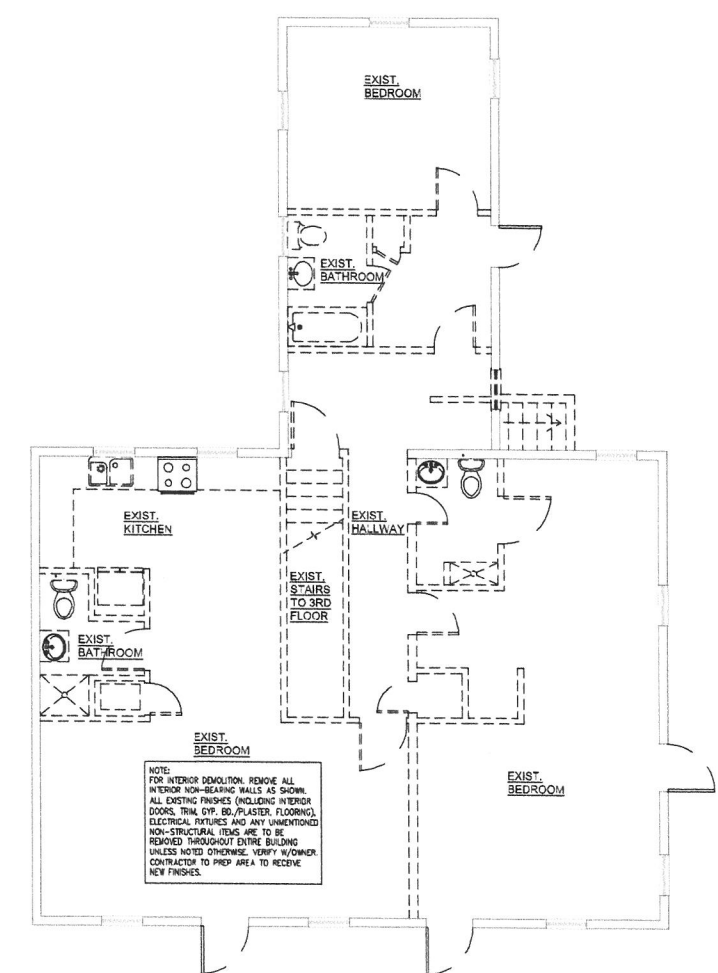 EXIST.
BEDROOM
EXIST.
BATHROOM
EXIST.
KITCHEN
EXIST.
HALLWAY
EXIST.
STAIRS
TO 3RD
FLOOR
EXIST.
BATHROOM
EXIST.
BEDROOM
EXIST.
BEDROOM
NOTE:
FOR INTERIOR DEMOLITION. REMOVE ALL
INTERIOR NON-BEARING WALLS AS SHOWN.
ALL EXISTING FINISHES (INCLUDING INTERIOR
DOORS, TRIM, GYP. BD./PLASTER, FLOORING),
ELECTRICAL FIXTURES AND ANY UNMENTIONED
NON-STRUCTURAL ITEMS ARE TO BE
REMOVED THROUGHOUT ENTIRE BUILDING
UNLESS NOTED OTHERWISE. VERIFY W/OWNER.
CONTRACTOR TO PREP AREA TO RECEIVE
NEW FINISHES.